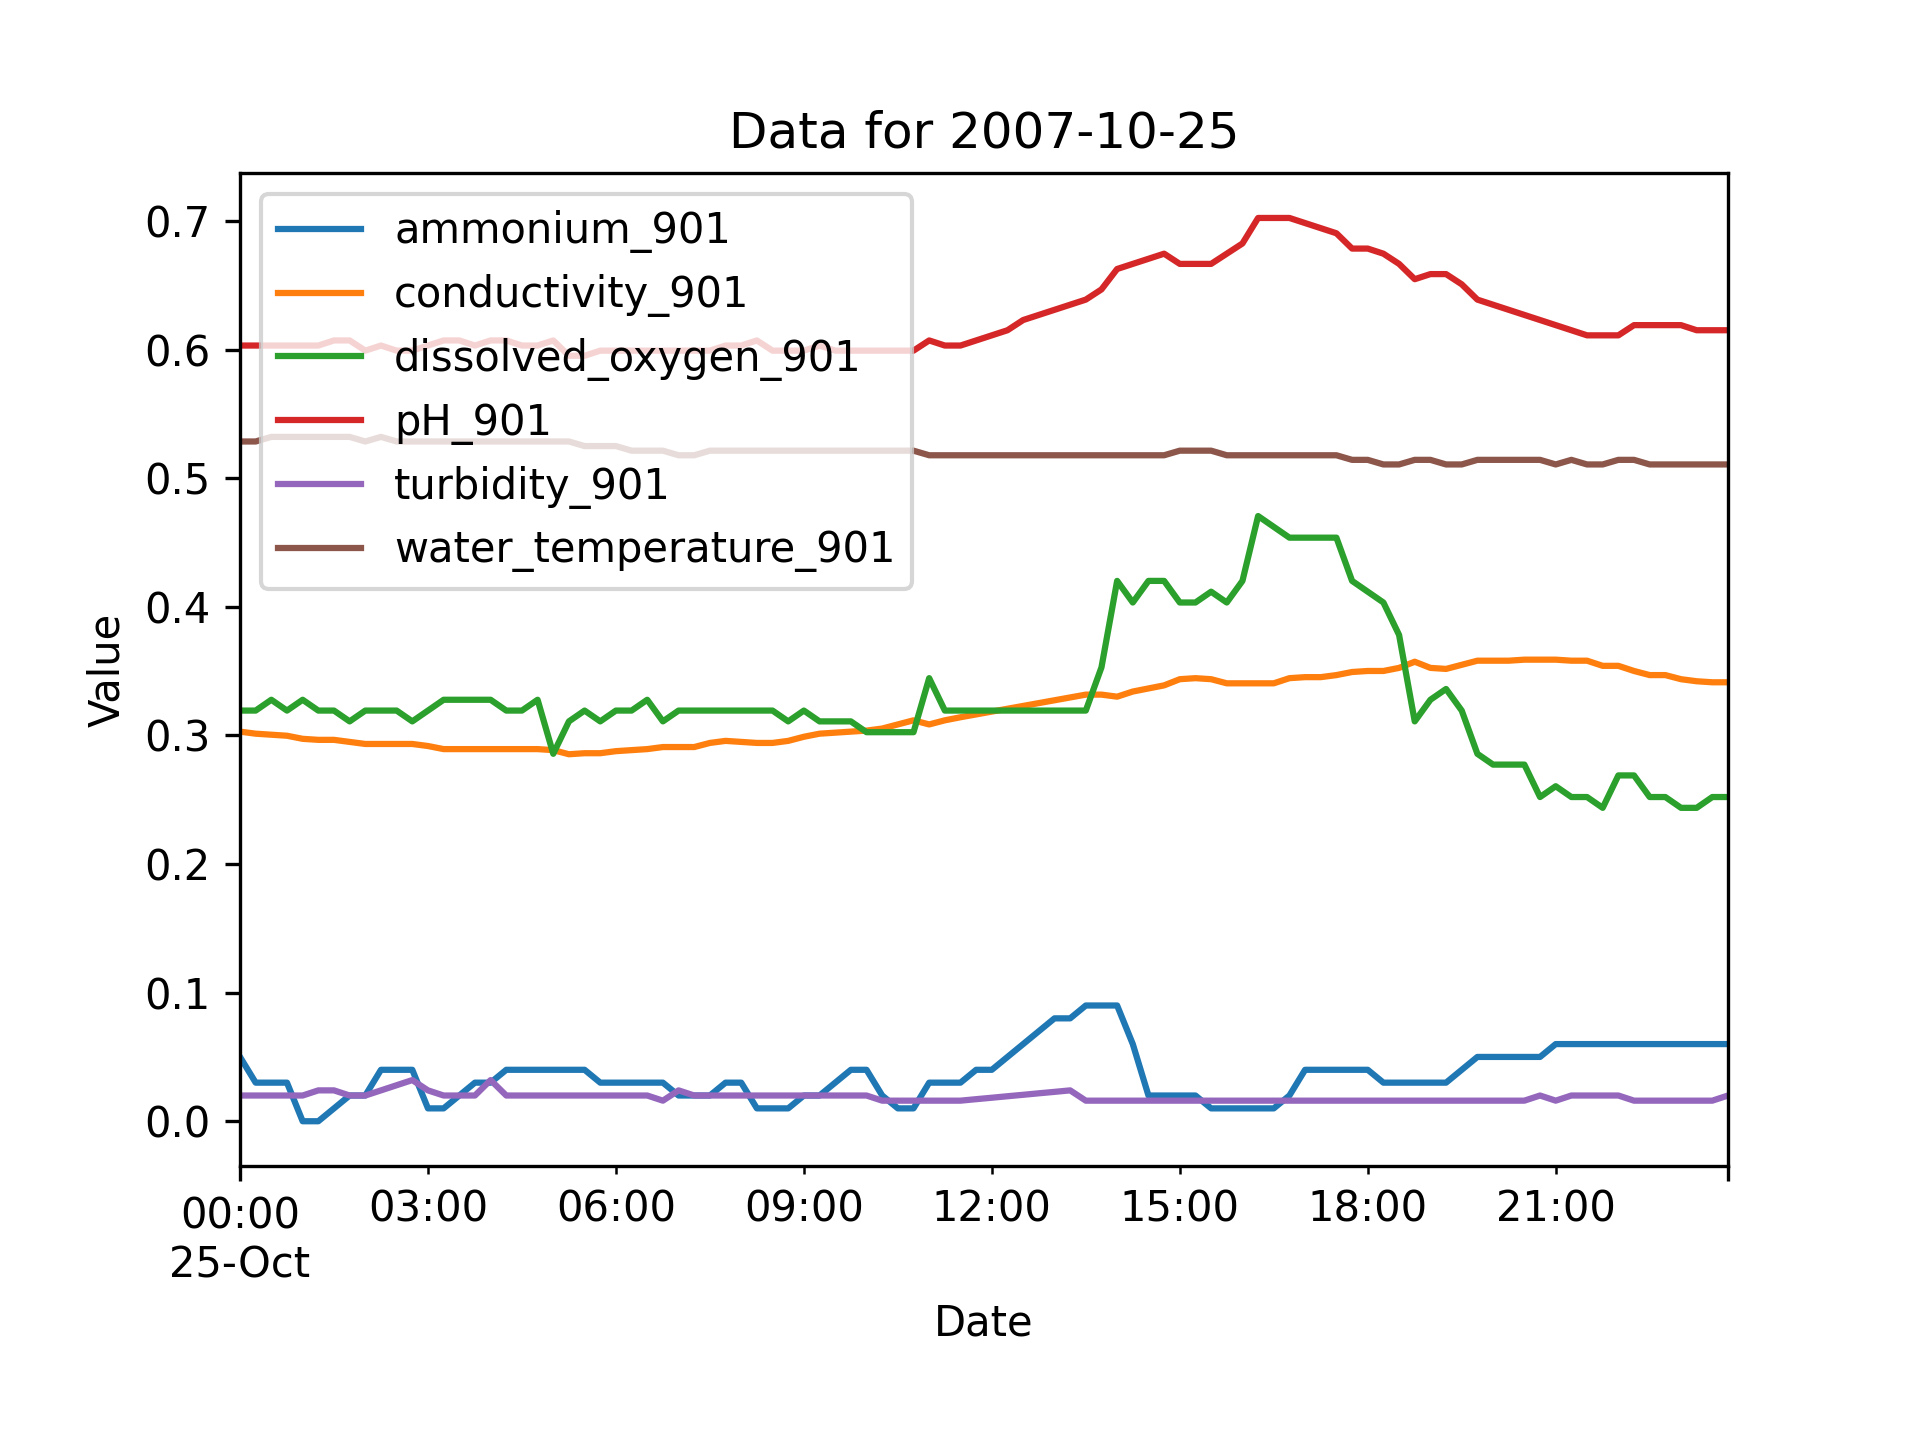 Data for 2007-10-25
ammonium_901
conductivity_901
dissolved_oxygen_901
pH_901
turbidity_901
water_temperature_901
Value
0.7
0.6
0.5
0.4
0.3
0.2
0.1
0.0
00:00 03:00 06:00 09:00 12:00 15:00 18:00 21:00
25-Oct
Date